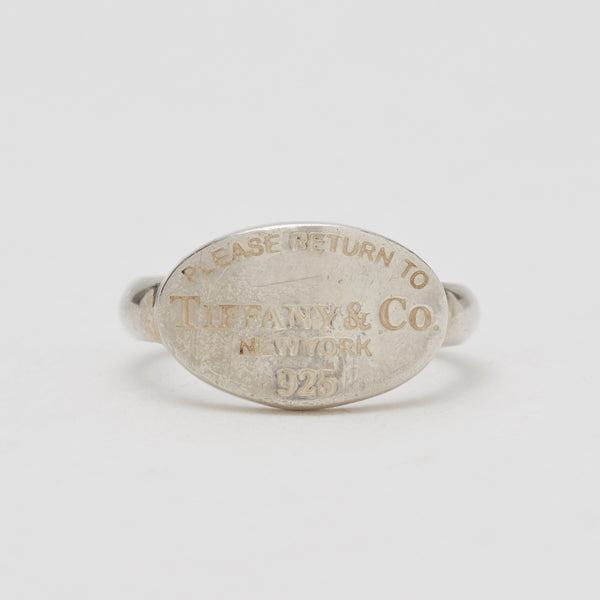 PLEASE RETURN TO
TIFFANY & CO.
NEW YORK
925